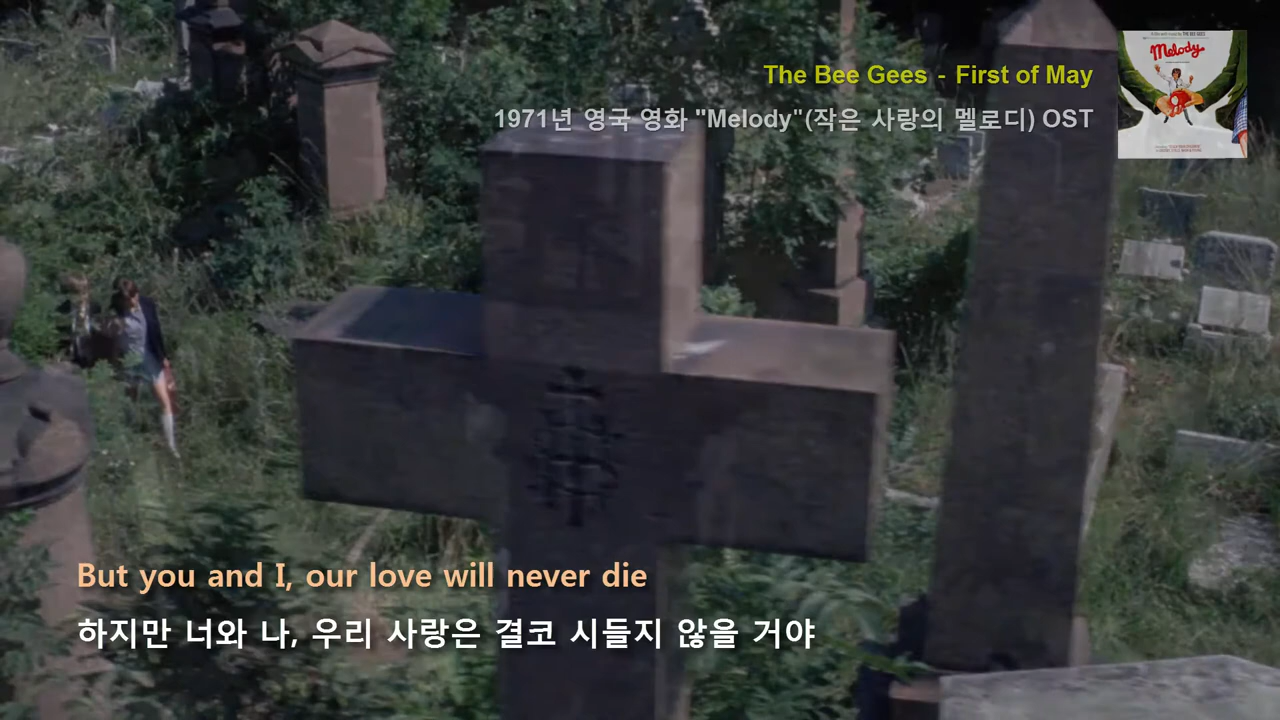 The Bee Gees - First of May
1971년 영국 영화 "Melody"(작은 사랑의 멜로디) OST
Melody
But you and I, our love will never die
하지만 너와 나, 우리 사랑은 결코 시들지 않을 거야